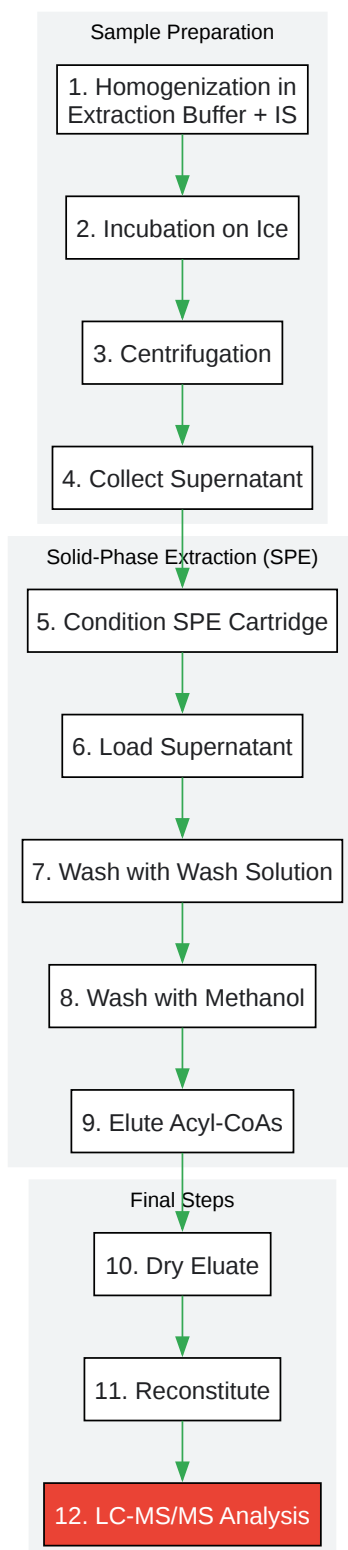 Sample Preparation
1. Homogenization in
Extraction Buffer + IS
2. Incubation on Ice
3. Centrifugation
4. Collect Supernatant
Solid-Phase Extraction (SPE)
5. Condition SPE Cartridge
6. Load Supernatant
7. Wash with Wash Solution
8. Wash with Methanol
9. Elute Acyl-CoAs
Final Steps
10. Dry Eluate
11. Reconstitute
12. LC-MS/MS Analysis